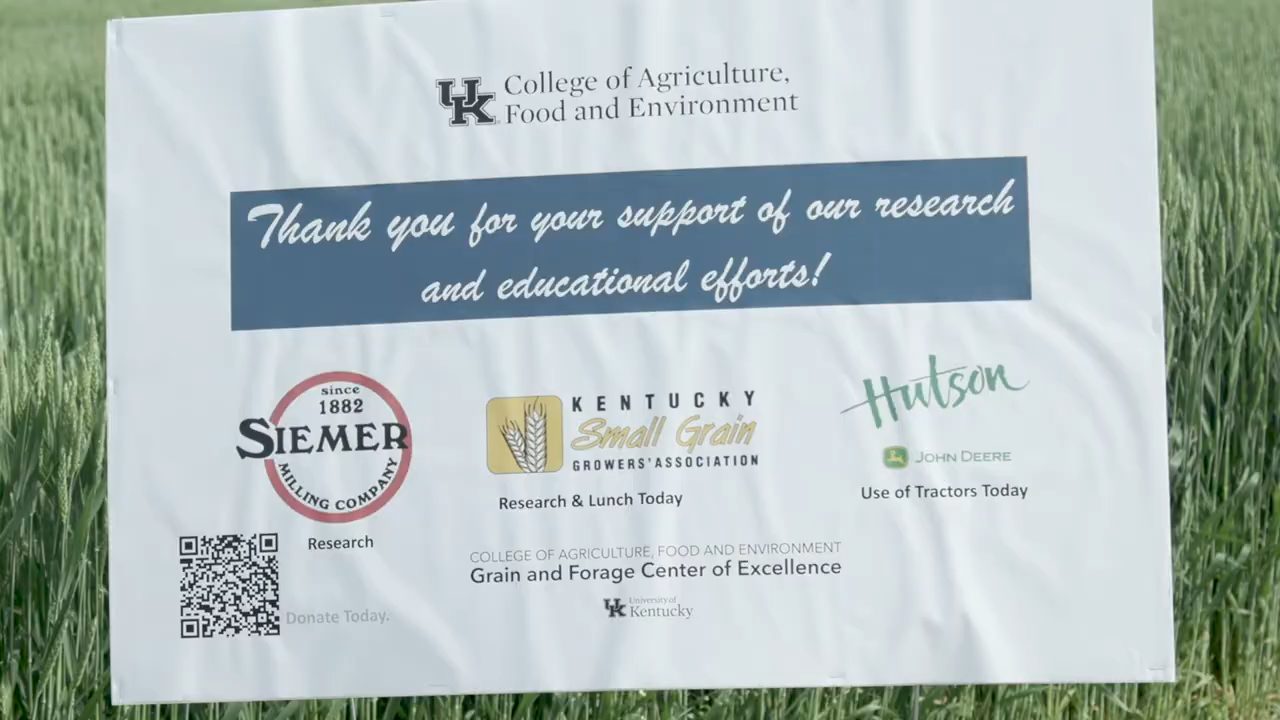 UK College of Agriculture,
Food and Environment
Thank you for your support of our research
and educational efforts!
since
1882
SIEMER
MILLING COMPANY
Research
KENTUCKY
Small Grain
GROWERS' ASSOCIATION
Research & Lunch Today
Hutson
JOHN DEERE
Use of Tractors Today
COLLEGE OF AGRICULTURE, FOOD AND ENVIRONMENT
Grain and Forage Center of Excellence
UK University of
Kentucky
Donate Today.